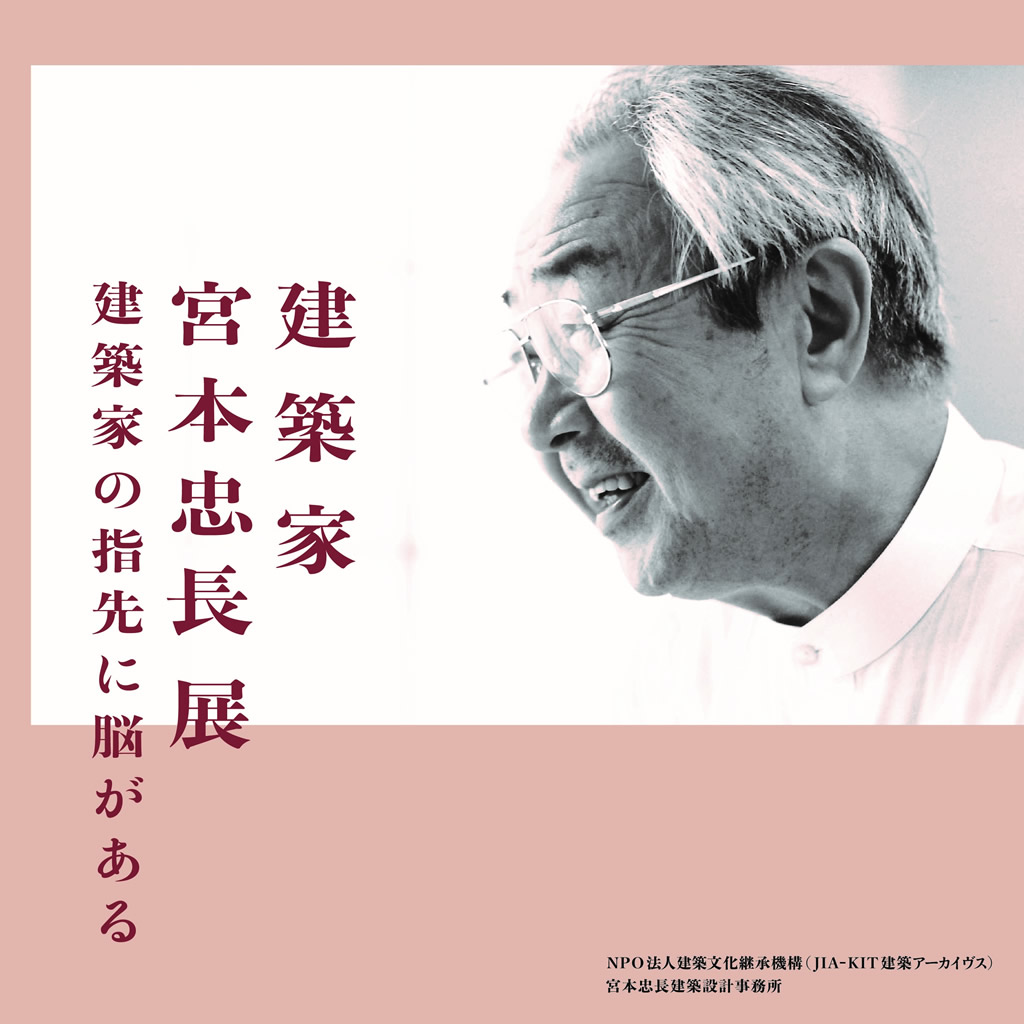 建築家
宮本忠長展
建築家の指先に脳がある
NPO法人建築文化継承機構（JIA-KIT建築アーカイヴス）
宮本忠長建築設計事務所